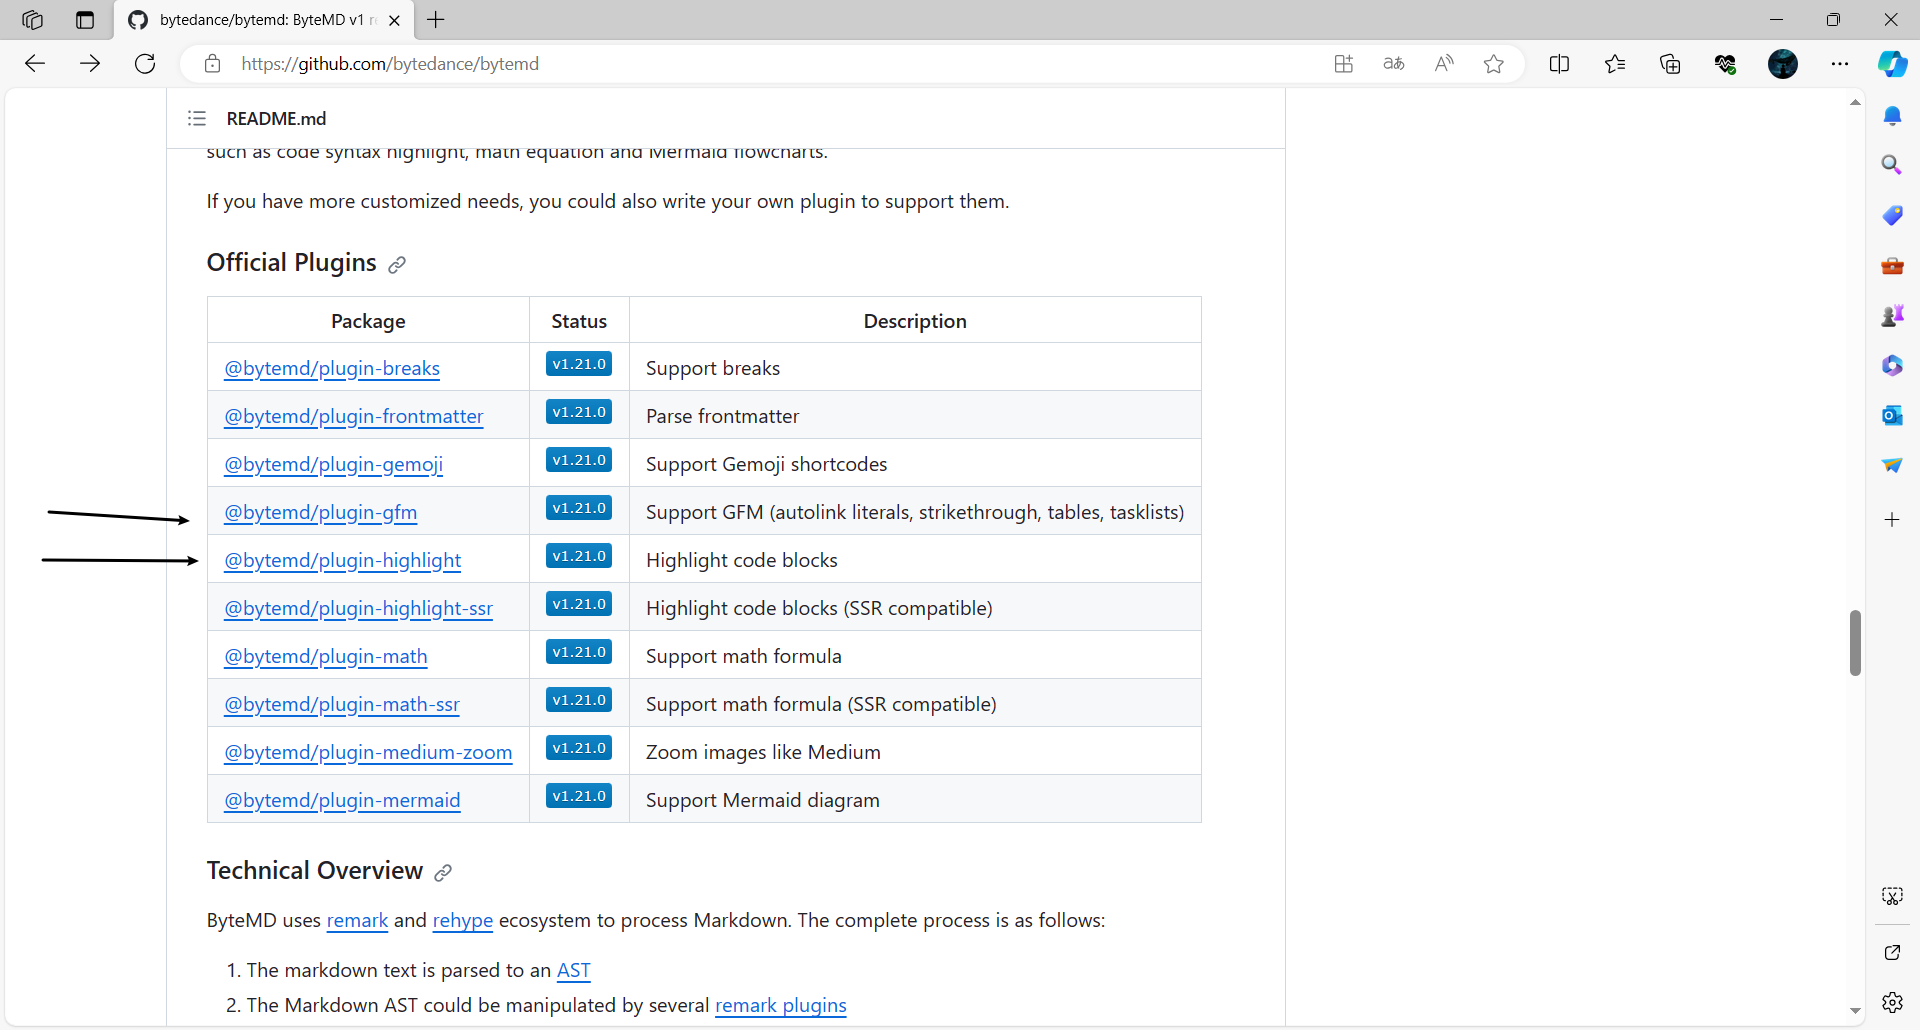 bytedance/bytemd: ByteMD v1 r
https://github.com/bytedance/bytemd
README.md
such as code syntax highlight, math equation and Mermaid flowcharts.
If you have more customized needs, you could also write your own plugin to support them.
Official Plugins
Package Status Description
@bytemd/plugin-breaks v1.21.0 Support breaks
@bytemd/plugin-frontmatter v1.21.0 Parse frontmatter
@bytemd/plugin-gemoji v1.21.0 Support Gemoji shortcodes
@bytemd/plugin-gfm v1.21.0 Support GFM (autolink literals, strikethrough, tables, tasklists)
@bytemd/plugin-highlight v1.21.0 Highlight code blocks
@bytemd/plugin-highlight-ssr v1.21.0 Highlight code blocks (SSR compatible)
@bytemd/plugin-math v1.21.0 Support math formula
@bytemd/plugin-math-ssr v1.21.0 Support math formula (SSR compatible)
@bytemd/plugin-medium-zoom v1.21.0 Zoom images like Medium
@bytemd/plugin-mermaid v1.21.0 Support Mermaid diagram
Technical Overview
ByteMD uses remark and rehype ecosystem to process Markdown. The complete process is as follows:
1. The markdown text is parsed to an AST
2. The Markdown AST could be manipulated by several remark plugins